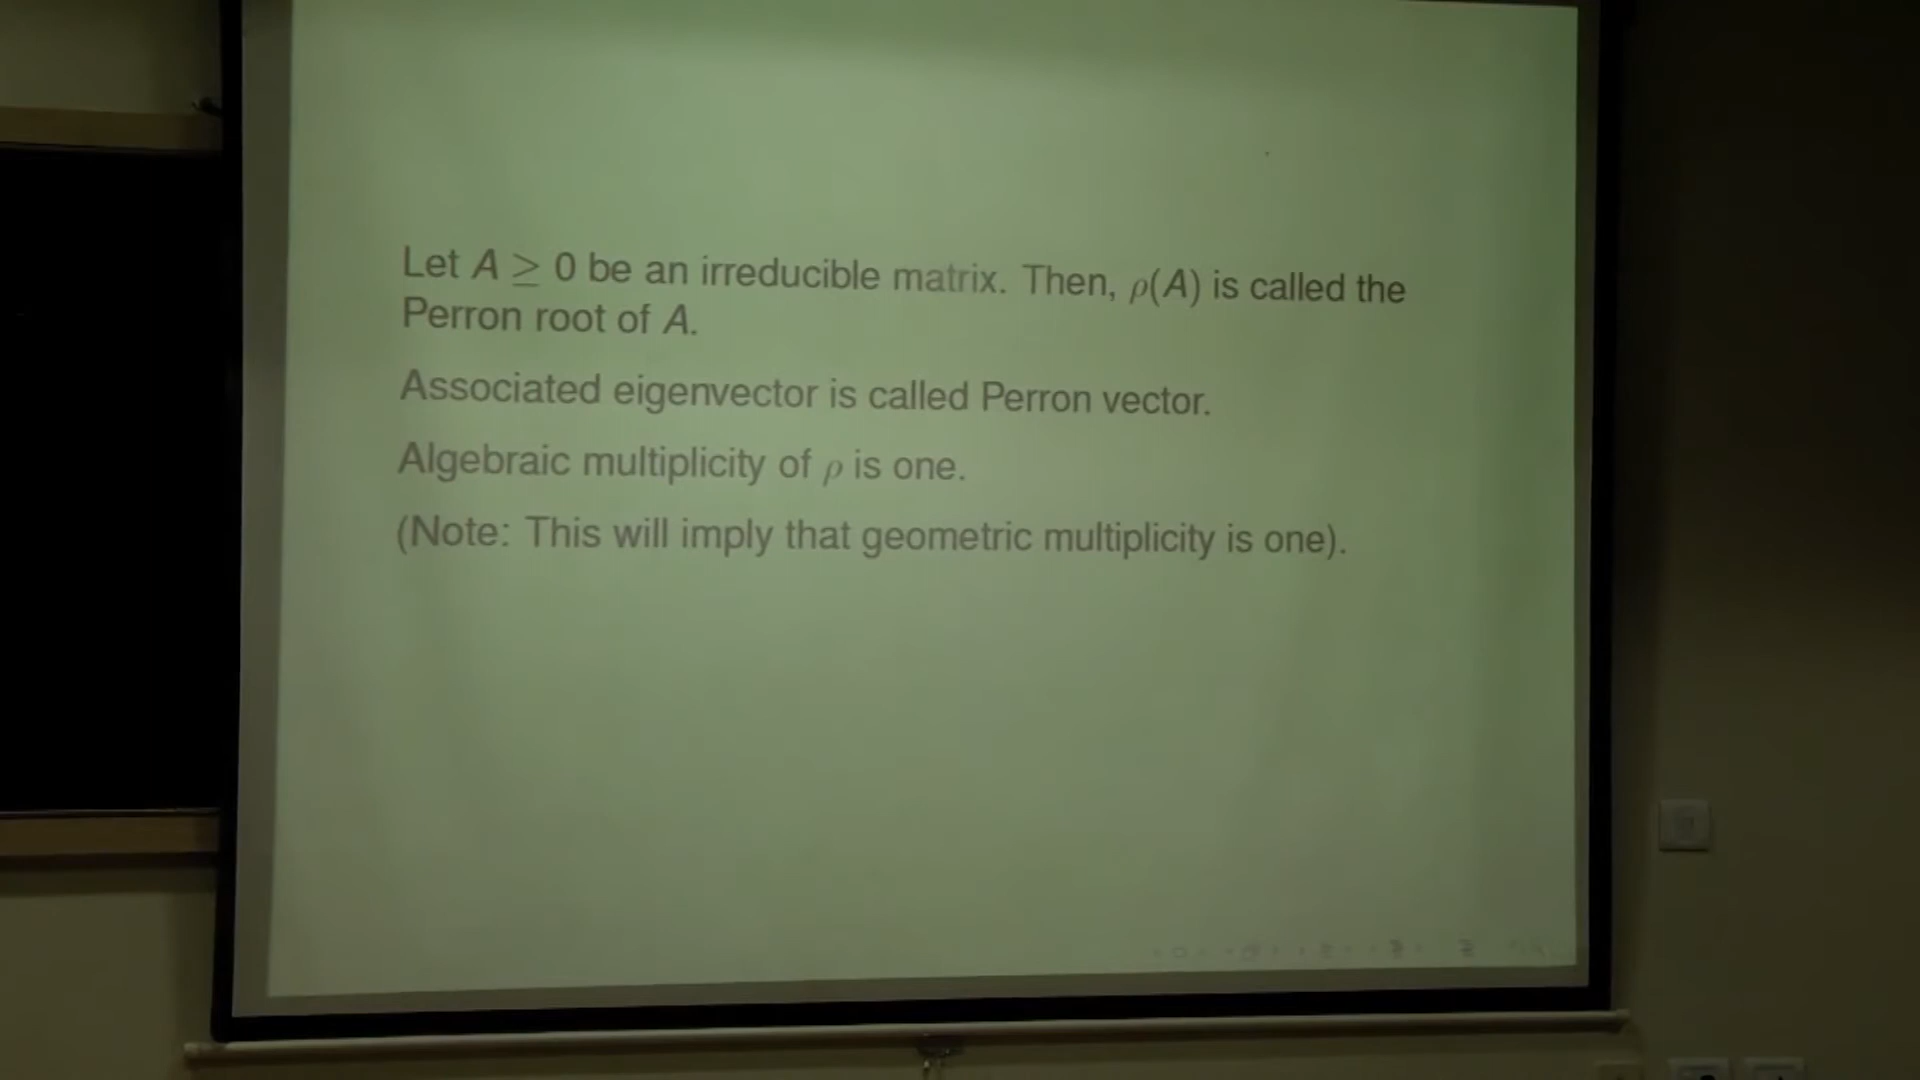 Let A ≥ 0 be an irreducible matrix. Then, ρ(A) is called the
Perron root of A.
Associated eigenvector is called Perron vector.
Algebraic multiplicity of ρ is one.
(Note: This will imply that geometric multiplicity is one).